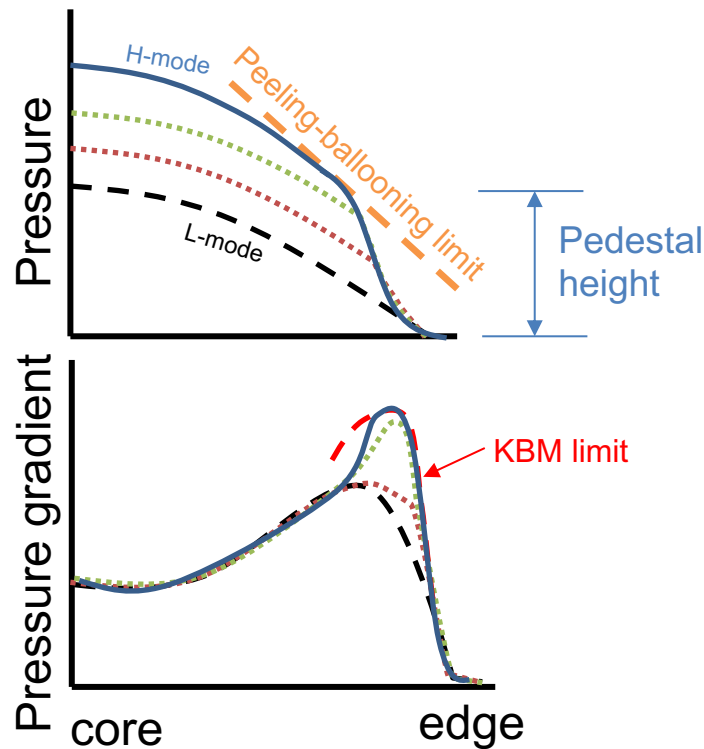 Pressure
H-mode
Peeling-ballooning limit
L-mode
Pedestal
height
Pressure gradient
KBM limit
core
edge